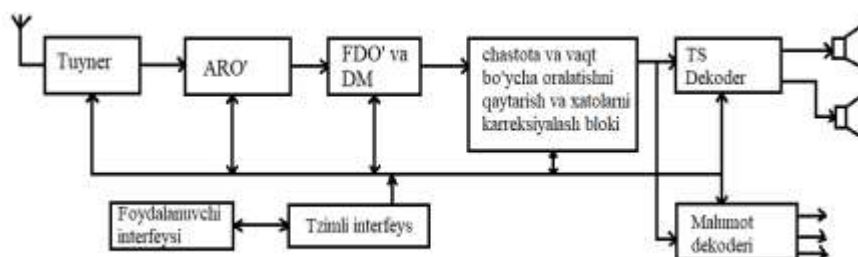 Tuyner
ARO'
FDO' va
DM
chastota va vaqt
bo'ycha oralatishni
qaytarish va xatolarni
karreksiyalash bloki
TS
Dekoder
Foydalanuvchi
interfeysi
Tzimli interfeys
Malumot
dekoderi